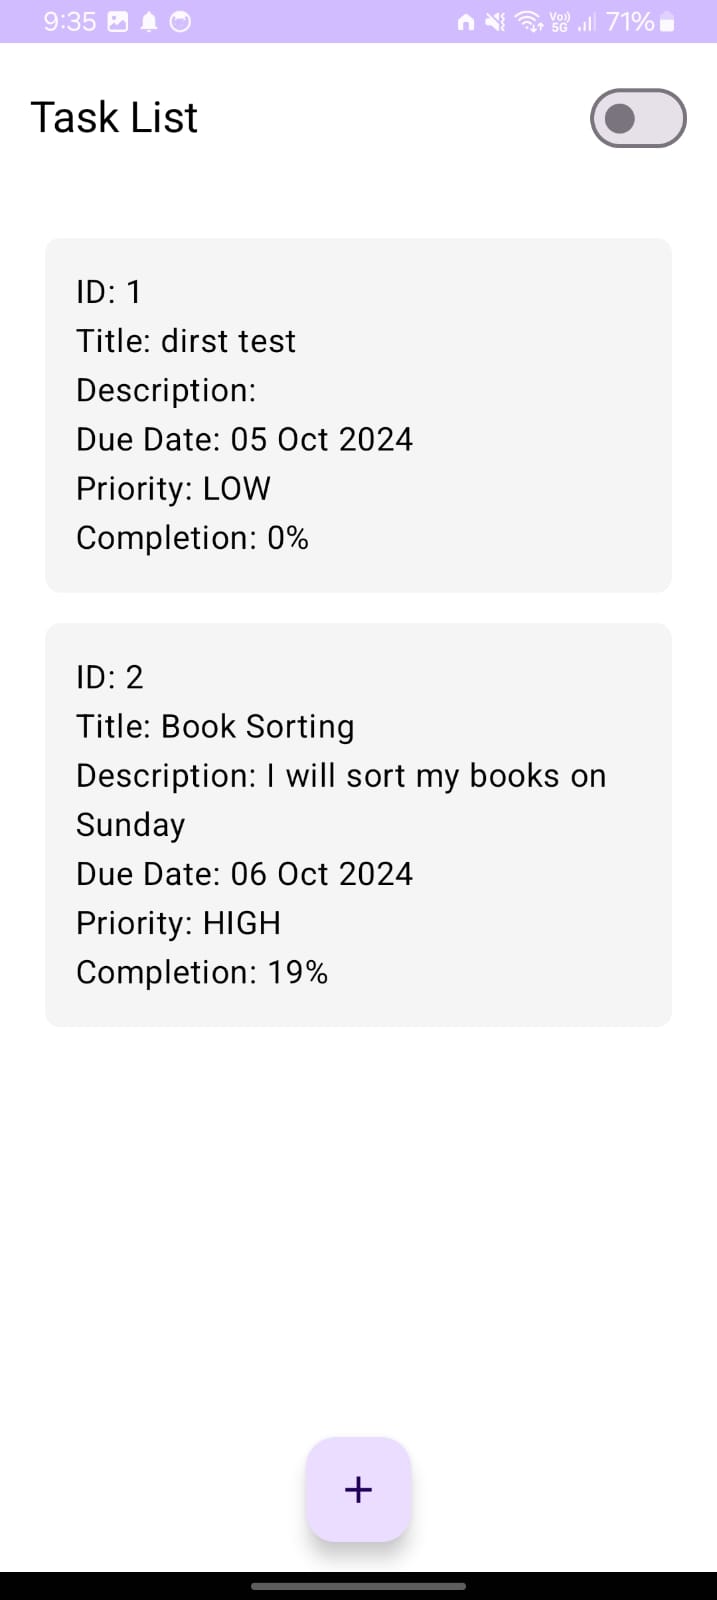 9:35 Vo)) 5G 71%
Task List
ID: 1
Title: dirst test
Description:
Due Date: 05 Oct 2024
Priority: LOW
Completion: 0%
ID: 2
Title: Book Sorting
Description: I will sort my books on
Sunday
Due Date: 06 Oct 2024
Priority: HIGH
Completion: 19%
+